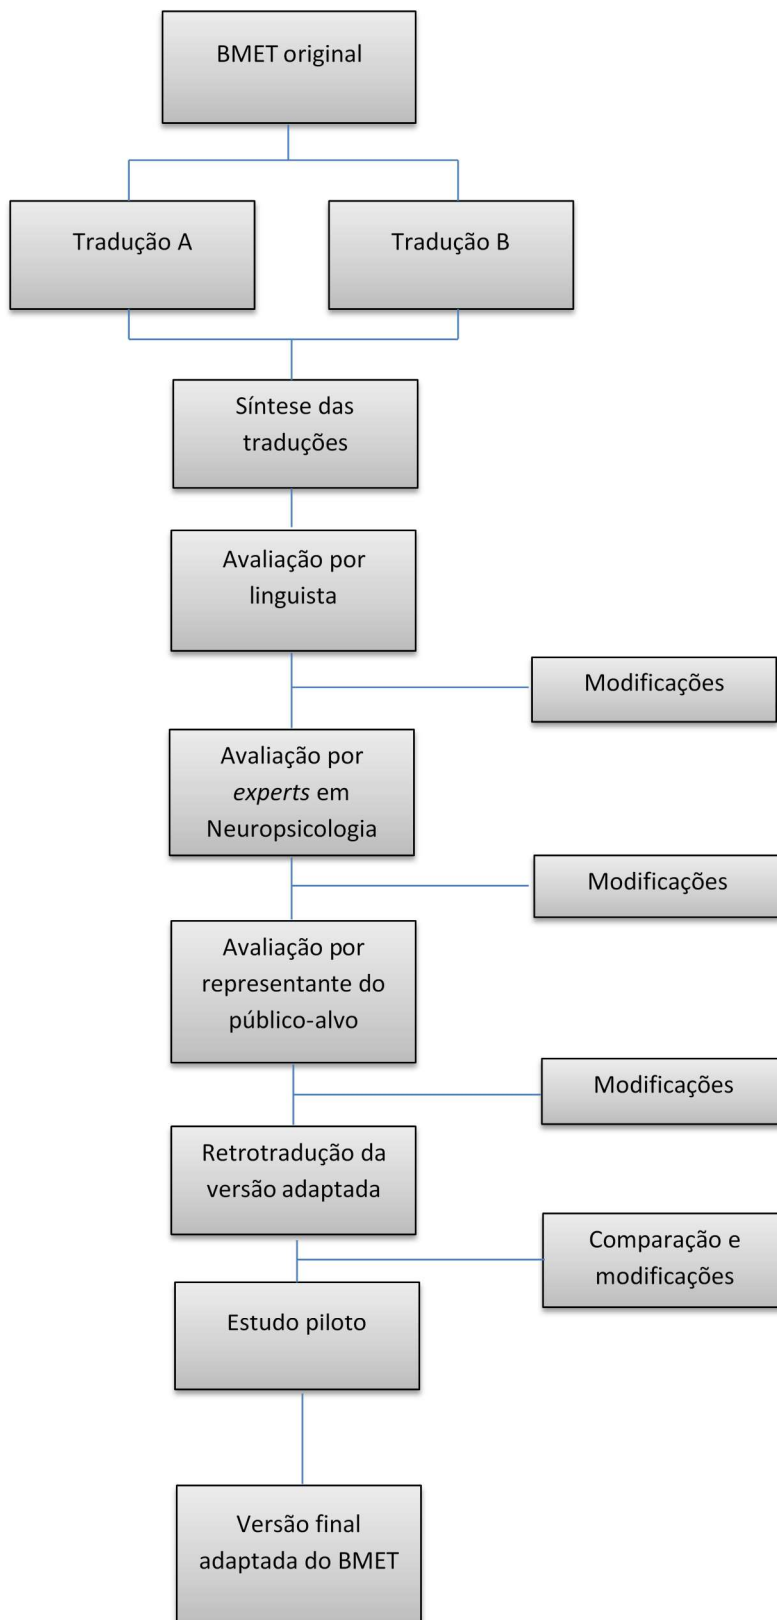 BMET original
Tradução A
Tradução B
Síntese das
traduções
Avaliação por
linguista
Modificações
Avaliação por
experts em
Neuropsicologia
Modificações
Avaliação por
representante do
público-alvo
Modificações
Retrotradução da
versão adaptada
Comparação e
modificações
Estudo piloto
Versão final
adaptada do BMET